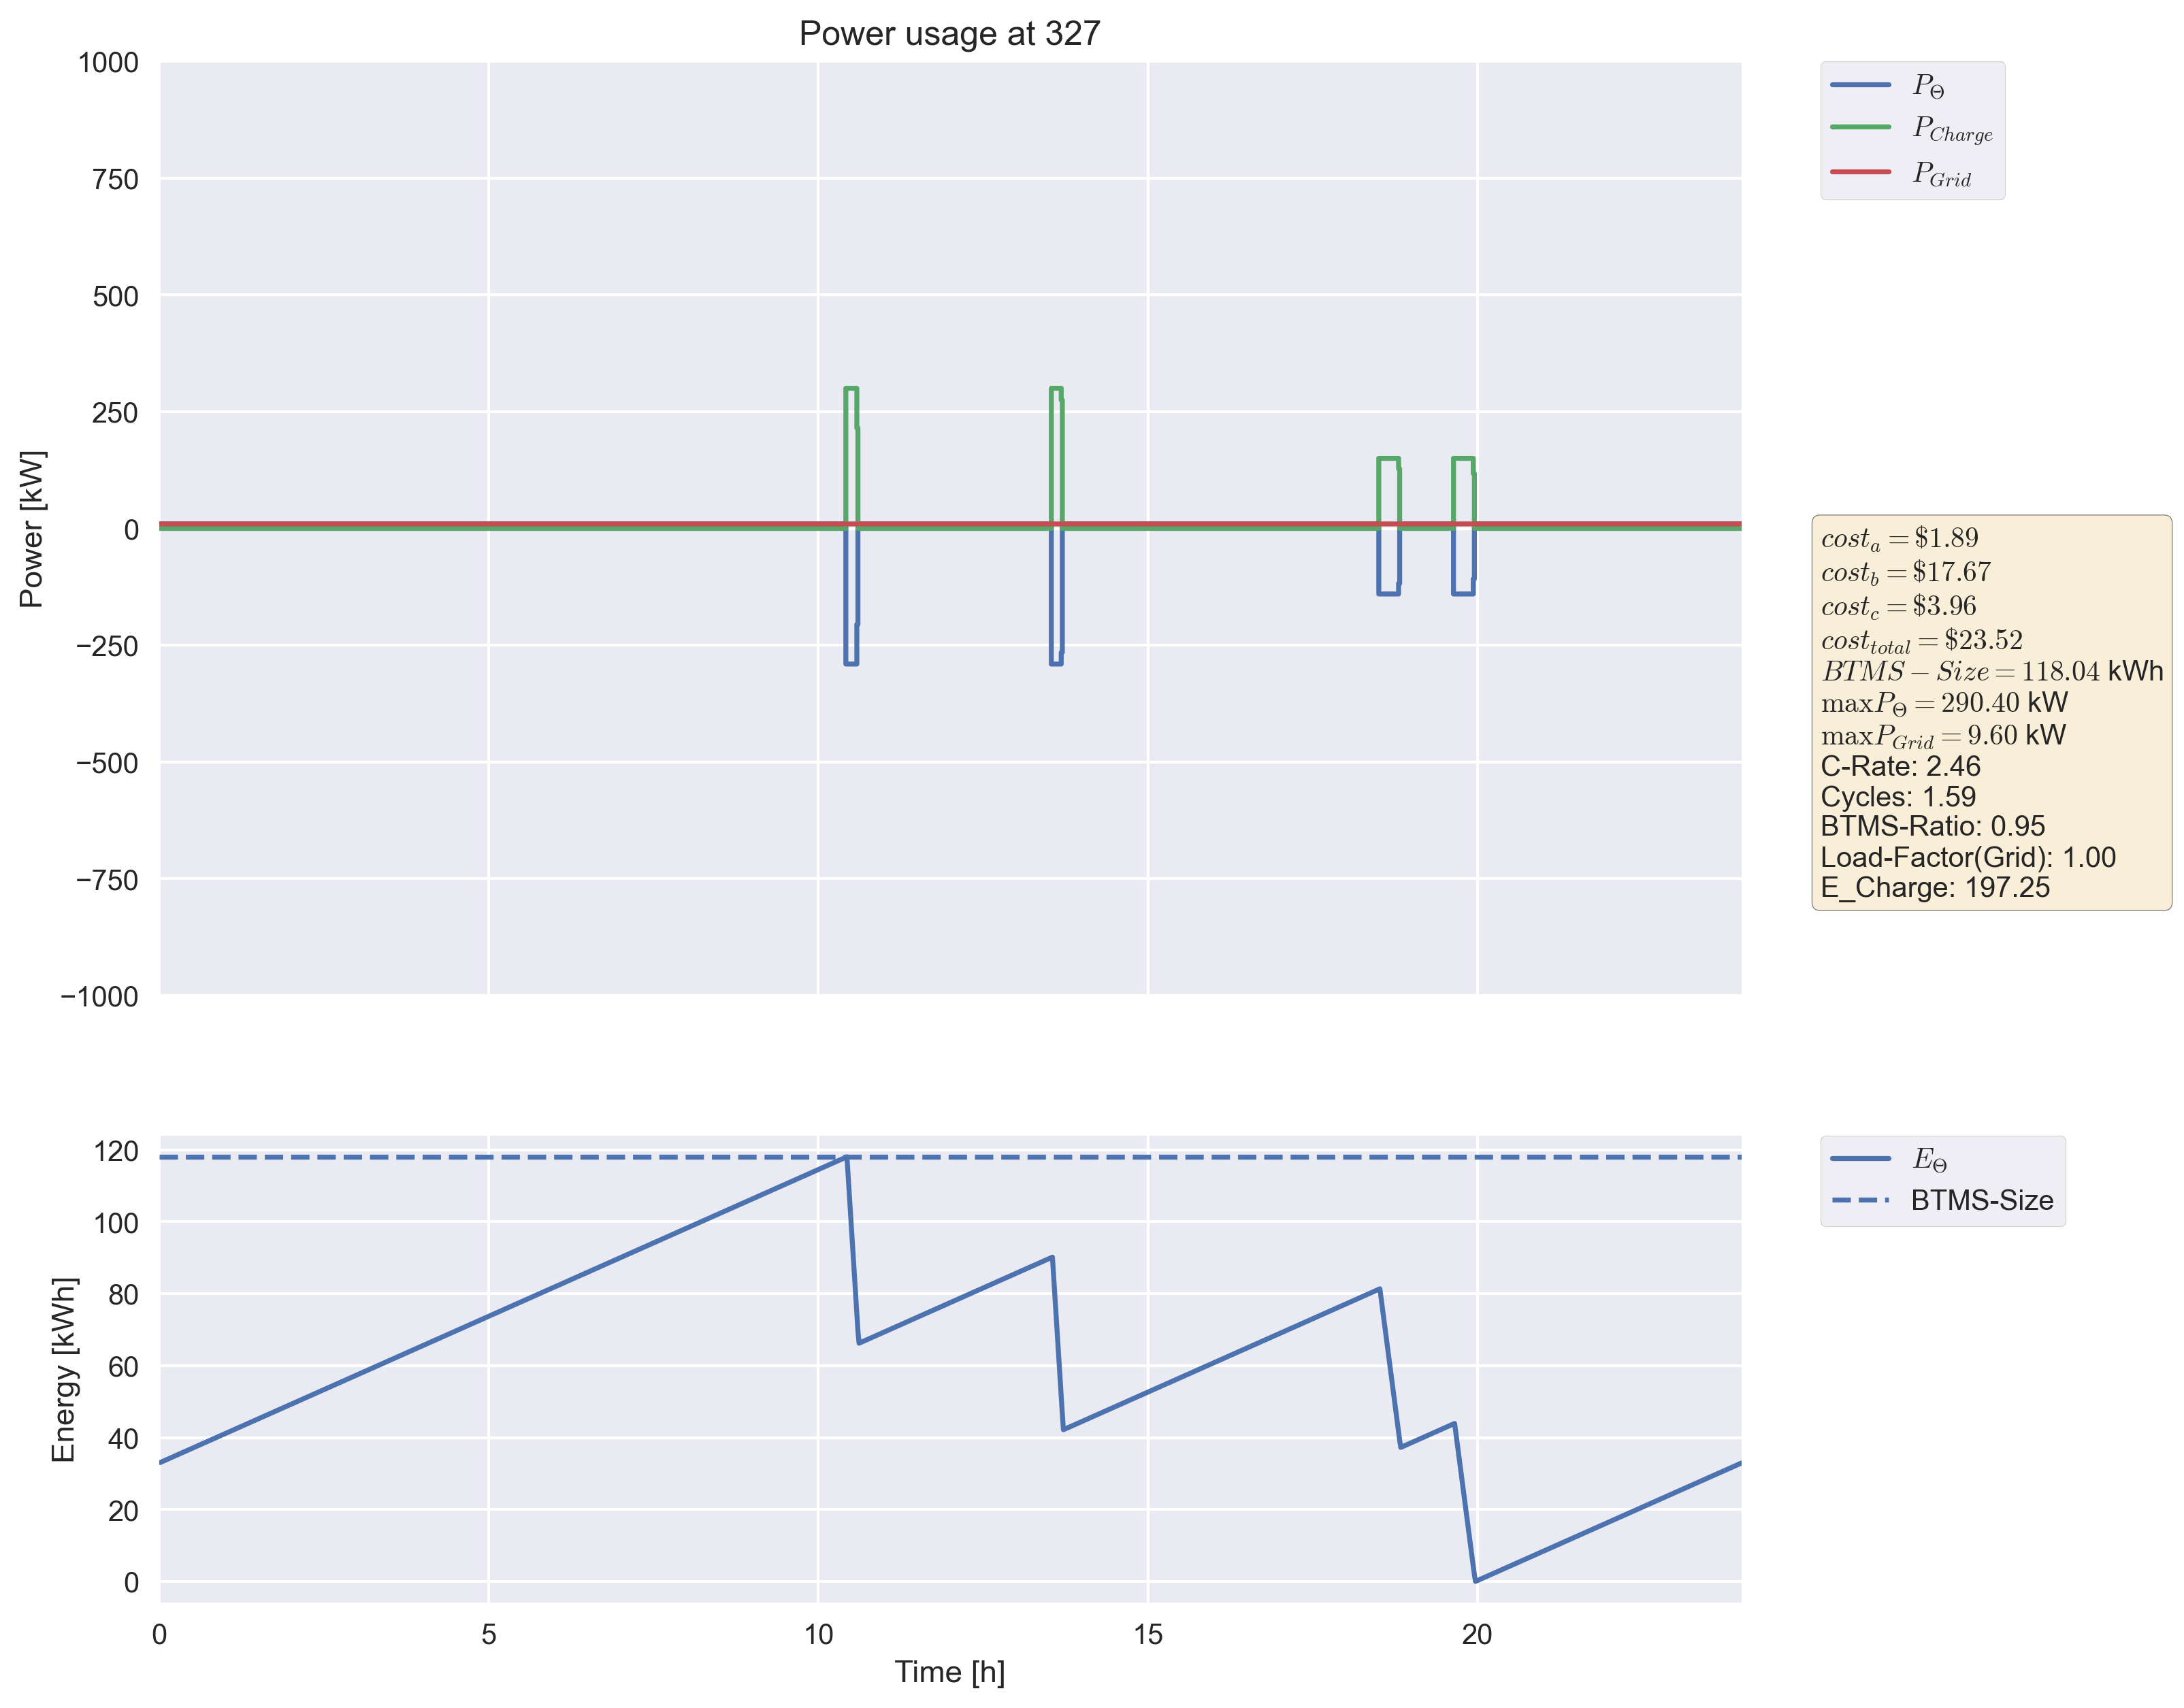 Power usage at 327
1000
750
500
250
0
−250
−500
−750
−1000
Power [kW]
P_Θ
P_Charge
P_Grid
cost_a = $1.89
cost_b = $17.67
cost_c = $3.96
cost_total = $23.52
BTMS − Size = 118.04 kWh
maxP_Θ = 290.40 kW
maxP_Grid = 9.60 kW
C-Rate: 2.46
Cycles: 1.59
BTMS-Ratio: 0.95
Load-Factor(Grid): 1.00
E_Charge: 197.25
120
100
80
60
40
20
0
Energy [kWh]
E_Θ
BTMS-Size
0 5 10 15 20
Time [h]